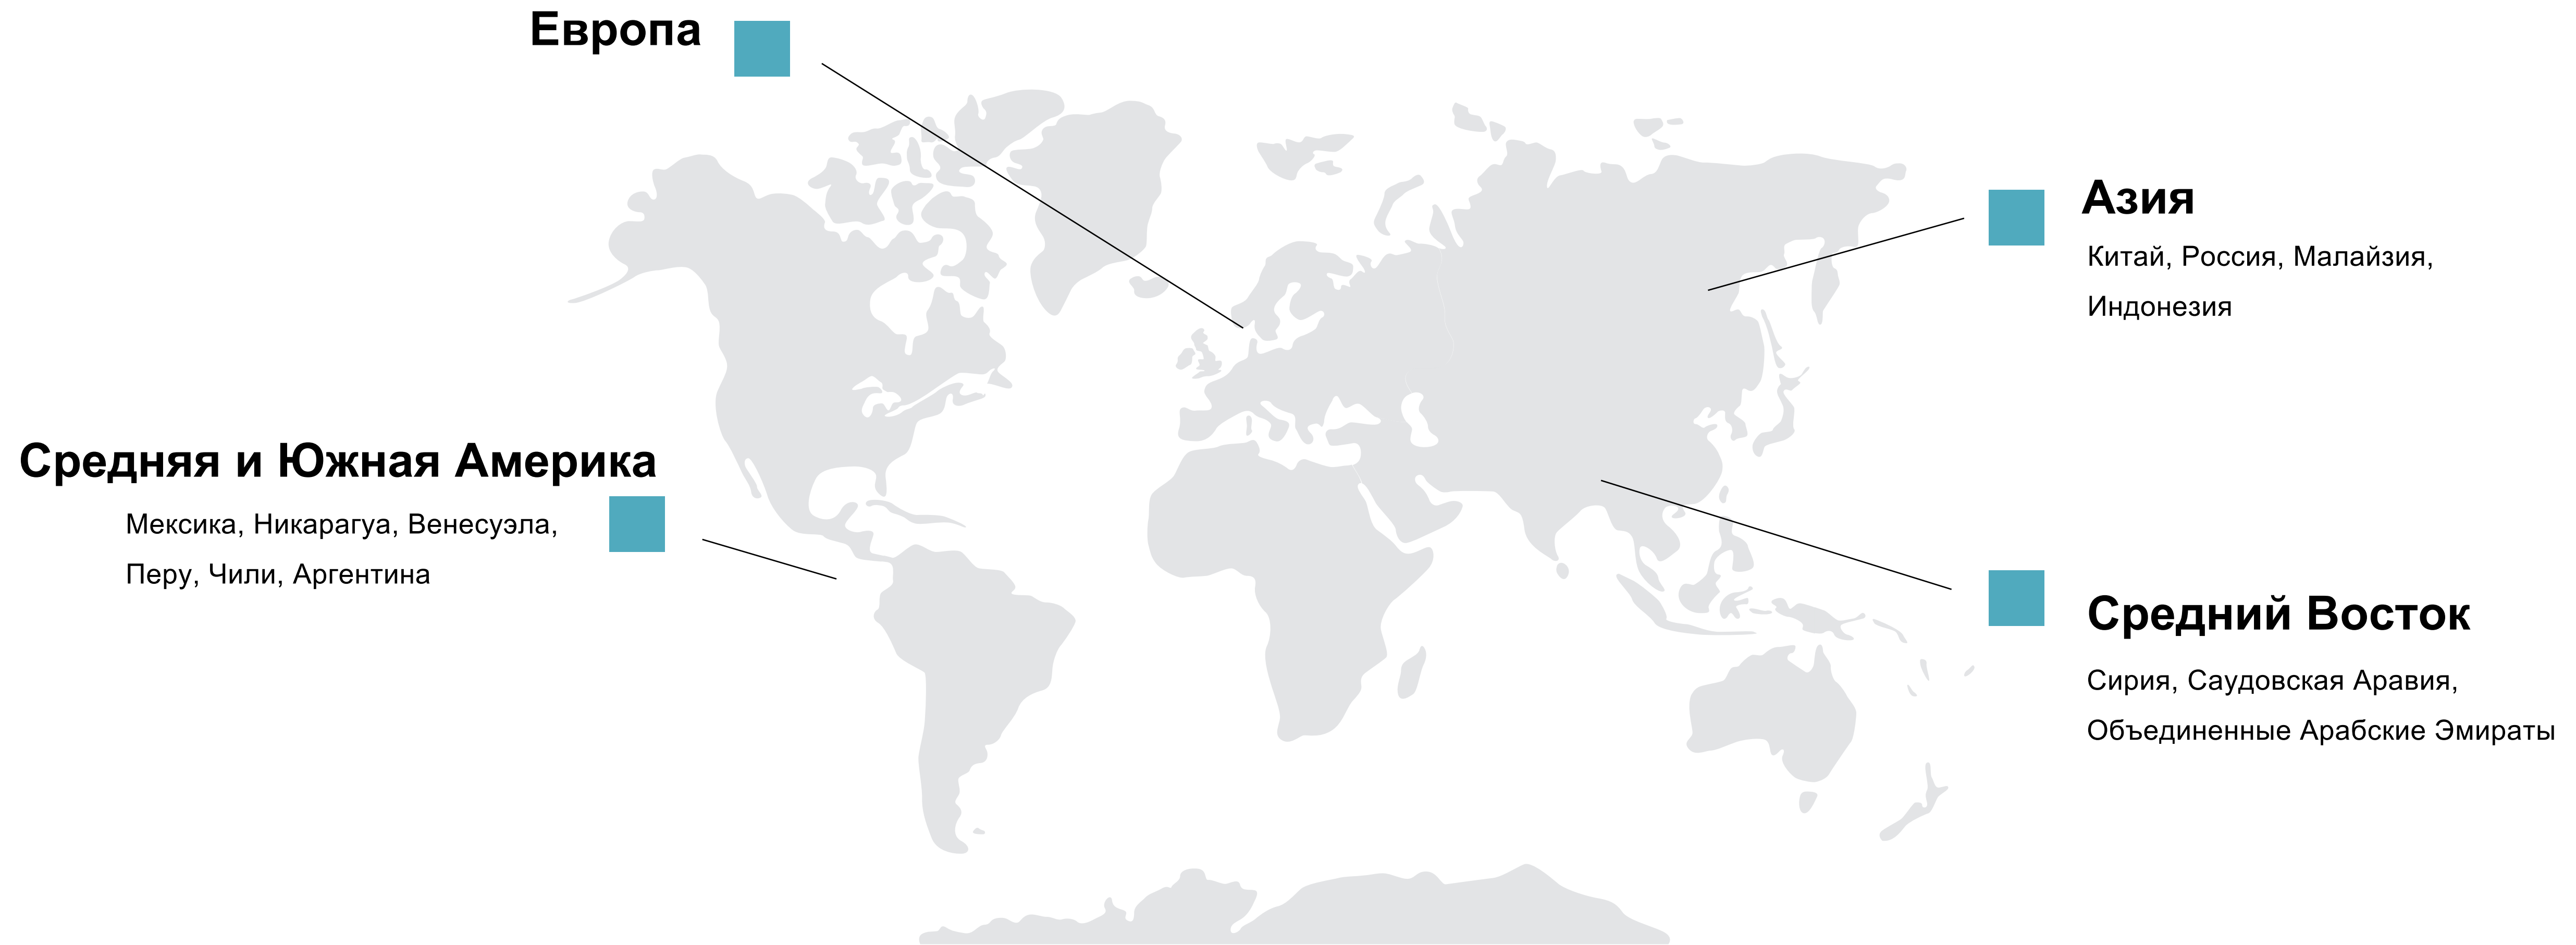 Европа
Азия
Китай, Россия, Малайзия,
Индонезия
Средняя и Южная Америка
Мексика, Никарагуа, Венесуэла,
Перу, Чили, Аргентина
Средний Восток
Сирия, Саудовская Аравия,
Объединенные Арабские Эмираты